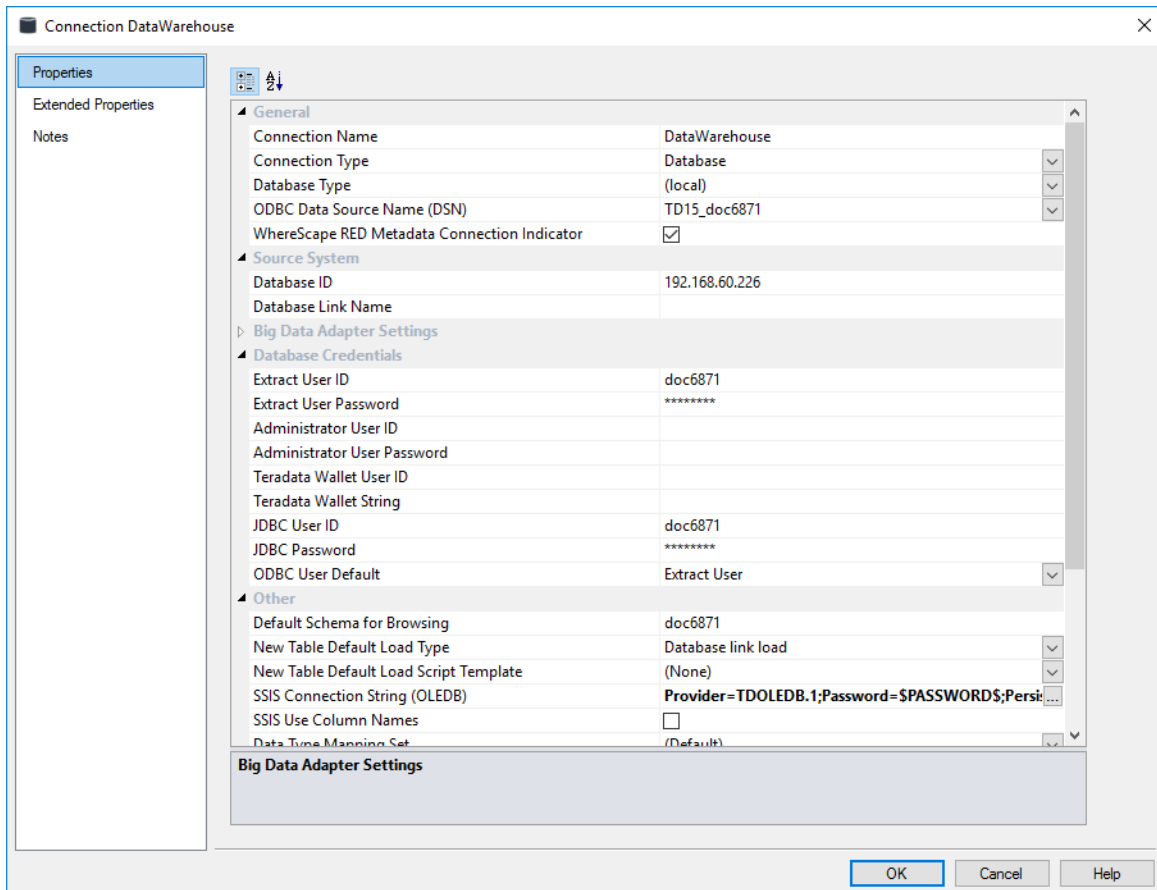 Connection DataWarehouse
Properties
Extended Properties
Notes
General
Connection Name DataWarehouse
Connection Type Database
Database Type (local)
ODBC Data Source Name (DSN) TD15_doc6871
WhereScape RED Metadata Connection Indicator
Source System
Database ID 192.168.60.226
Database Link Name
Big Data Adapter Settings
Database Credentials
Extract User ID doc6871
Extract User Password ********
Administrator User ID
Administrator User Password
Teradata Wallet User ID
Teradata Wallet String
JDBC User ID doc6871
JDBC Password ********
ODBC User Default Extract User
Other
Default Schema for Browsing doc6871
New Table Default Load Type Database link load
New Table Default Load Script Template (None)
SSIS Connection String (OLEDB) Provider=TDOLEDB.1;Password=$PASSWORD$;Persi...
SSIS Use Column Names
Data Type Mapping Set (Default)
Big Data Adapter Settings
OK Cancel Help